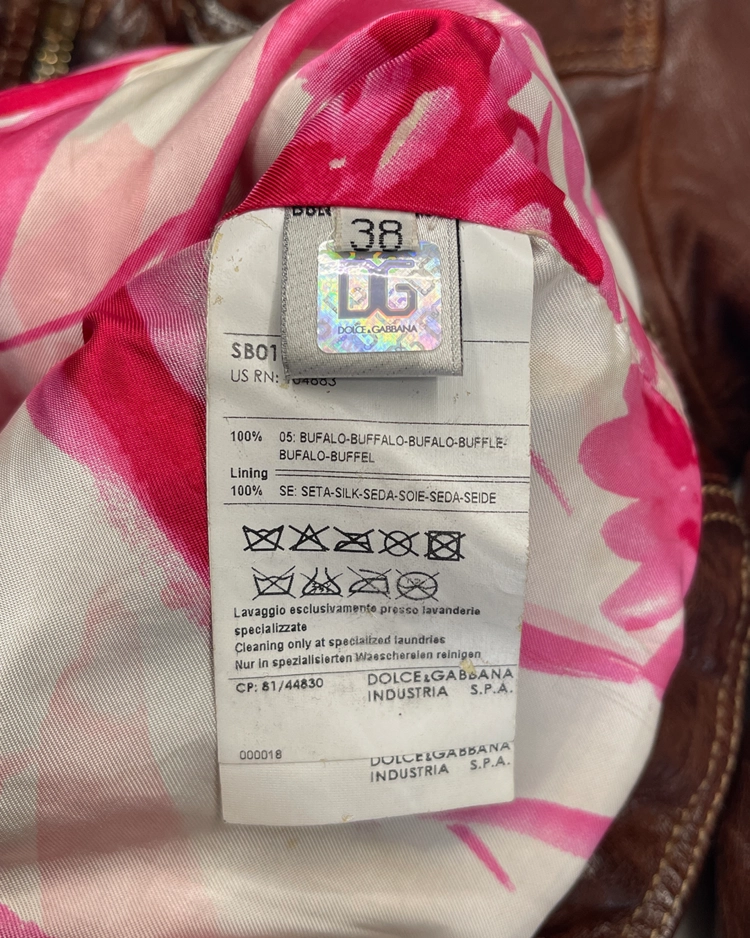 38
DG
DOLCE & GABBANA
SB01
US RN:
100% 05: BUFALO-BUFFALO-BUFALO-BUFFLE-
BUFALO-BUFFEL
Lining
100% SE: SETA-SILK-SEDA-SOIE-SEDA-SEIDE
Lavaggio esclusivamente presso lavanderie
specializzate
Cleaning only at specialized laundries
Nur in spezialisierten Waeschereien reinigen
CP: 81/44830 DOLCE&GABBANA
INDUSTRIA S.P.A.
000018 DOLCE&GABBANA
INDUSTRIA S.P.A.